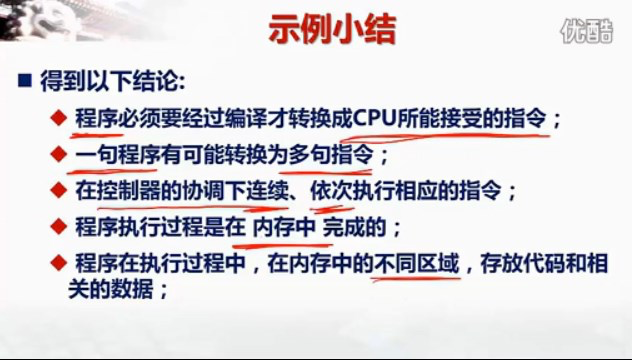 示例小结
优酷
得到以下结论:
程序必须要经过编译才转换成CPU所能接受的指令；
一句程序有可能转换为多句指令；
在控制器的协调下连续、依次执行相应的指令；
程序执行过程是在 内存中 完成的；
程序在执行过程中，在内存中的不同区域，存放代码和相
关的数据；